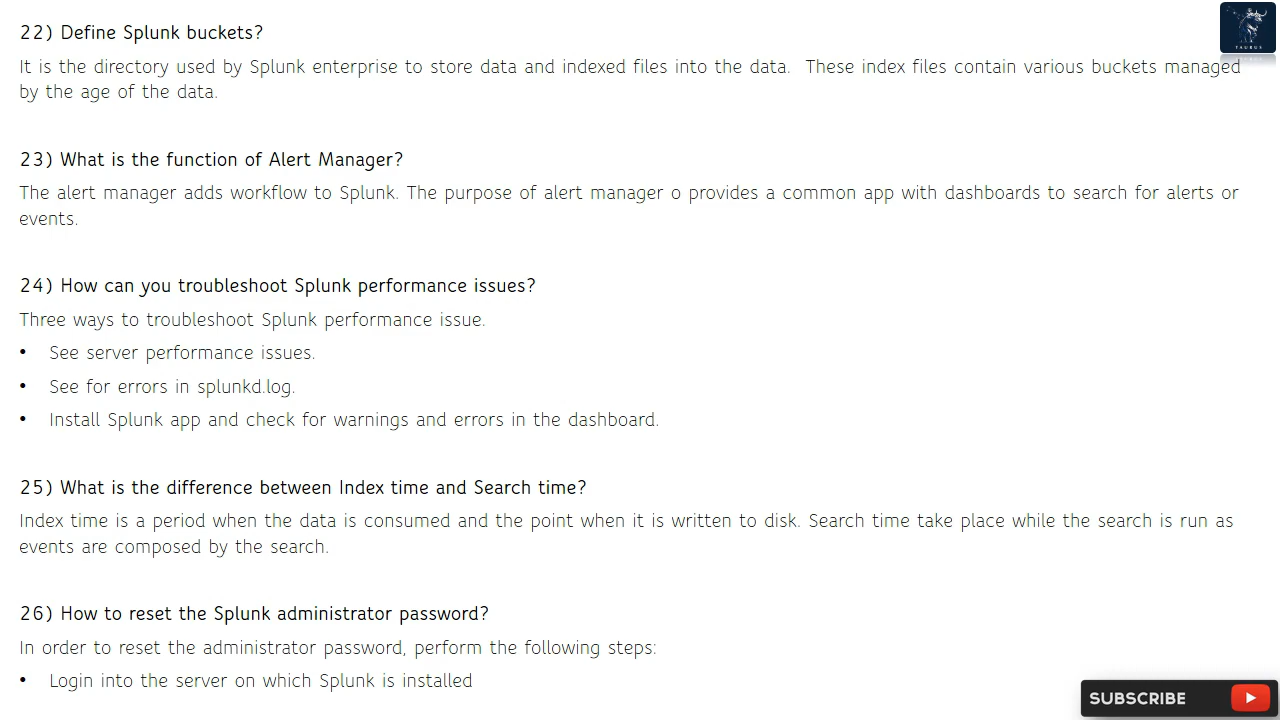 22) Define Splunk buckets?
It is the directory used by Splunk enterprise to store data and indexed files into the data.  These index files contain various buckets managed
by the age of the data.
23) What is the function of Alert Manager?
The alert manager adds workflow to Splunk. The purpose of alert manager o provides a common app with dashboards to search for alerts or
events.
24) How can you troubleshoot Splunk performance issues?
Three ways to troubleshoot Splunk performance issue.
• See server performance issues.
• See for errors in splunkd.log.
• Install Splunk app and check for warnings and errors in the dashboard.
25) What is the difference between Index time and Search time?
Index time is a period when the data is consumed and the point when it is written to disk. Search time take place while the search is run as
events are composed by the search.
26) How to reset the Splunk administrator password?
In order to reset the administrator password, perform the following steps:
• Login into the server on which Splunk is installed
TAURUS
SUBSCRIBE